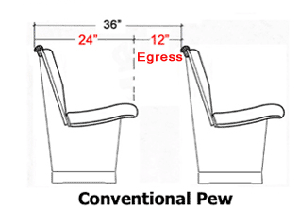 36"
24" 12"
Egress
Conventional Pew